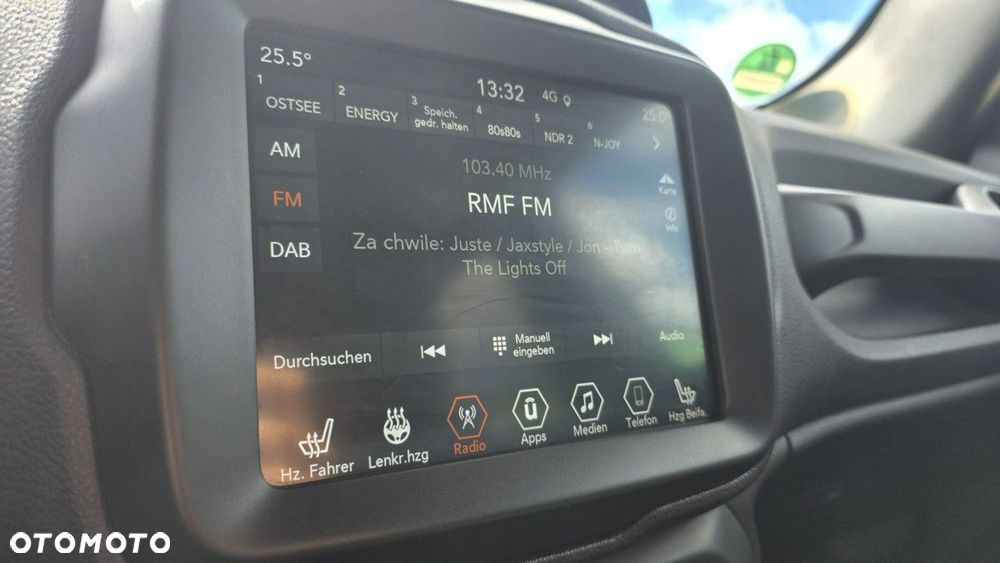 25.5°
13:32
4G
25.0
1
OSTSEE
2
ENERGY
3
Speich.
gedr. halten
4
80s80s
5
NDR 2
6
N-JOY
AM
FM
DAB
103.40 MHz
RMF FM
Za chwile: Juste / Jaxstyle / Jon - Turn
The Lights Off
Karte
Info
Durchsuchen
Manuell
eingeben
Audio
Hz. Fahrer
Lenkr.hzg
Radio
Apps
Medien
Telefon
Hzg Beifa.
OTOMOTO